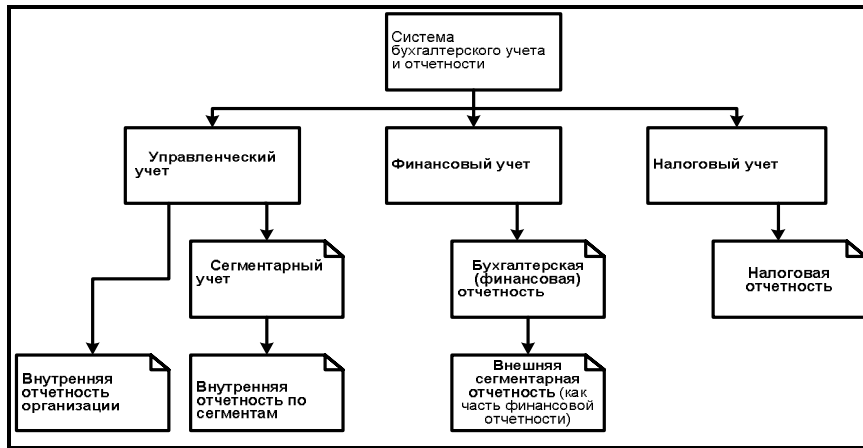 Система
бухгалтерского учета
и отчетности
Управленческий
учет
Финансовый учет
Налоговый учет
Сегментарный
учет
Бухгалтерская
(финансовая)
отчетность
Налоговая
отчетность
Внутренняя
отчетность
организации
Внутренняя
отчетность по
сегментам
Внешняя
сегментарная
отчетность (как
часть финансовой
отчетности)